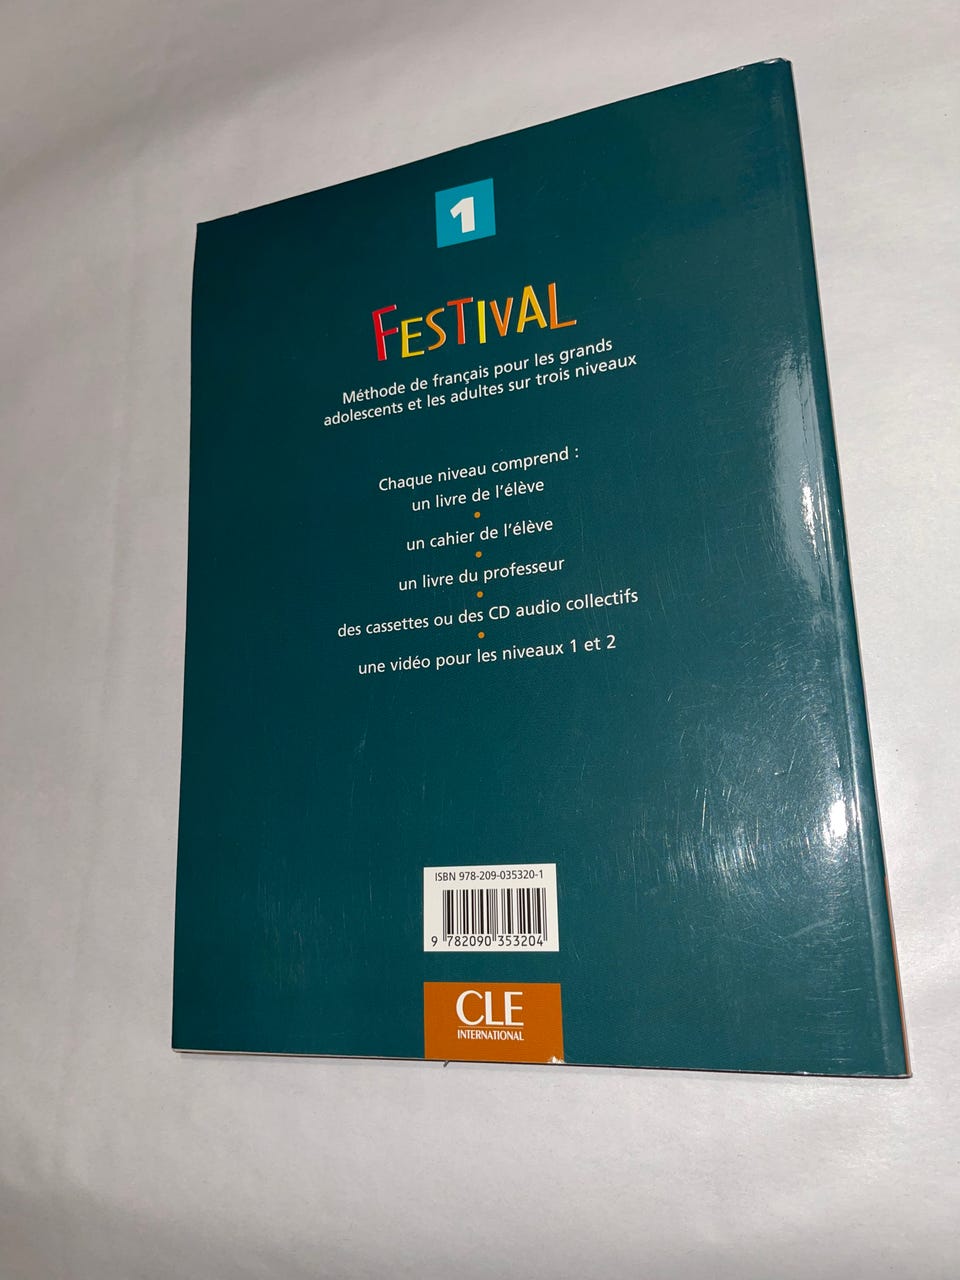 1
FESTIVAL
Méthode de français pour les grands
adolescents et les adultes sur trois niveaux
Chaque niveau comprend :
un livre de l'élève
un cahier de l'élève
un livre du professeur
des cassettes ou des CD audio collectifs
une vidéo pour les niveaux 1 et 2
ISBN 978-209-035320-1
9 782090 353204
CLE
INTERNATIONAL